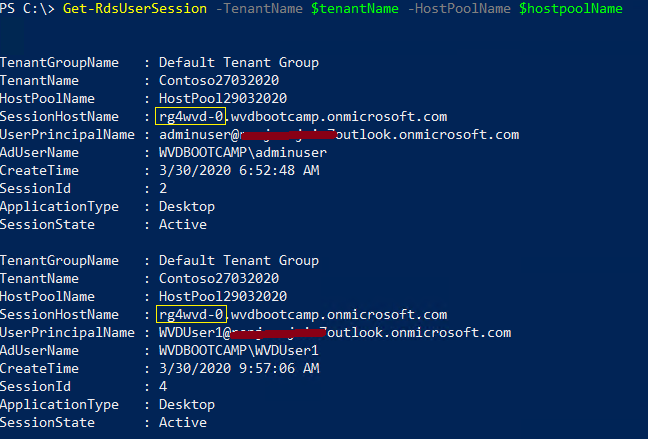 PS C:\> Get-RdsUserSession -TenantName $tenantName -HostPoolName $hostpoolName
TenantGroupName : Default Tenant Group
TenantName : Contoso27032020
HostPoolName : HostPool29032020
SessionHostName : rg4wvd-0.wvdbootcamp.onmicrosoft.com
UserPrincipalName : adminuser@ outlook.onmicrosoft.com
AdUserName : WVDBOOTCAMP\adminuser
CreateTime : 3/30/2020 6:52:48 AM
SessionId : 2
ApplicationType : Desktop
SessionState : Active
TenantGroupName : Default Tenant Group
TenantName : Contoso27032020
HostPoolName : HostPool29032020
SessionHostName : rg4wvd-0.wvdbootcamp.onmicrosoft.com
UserPrincipalName : WVDUser1@ outlook.onmicrosoft.com
AdUserName : WVDBOOTCAMP\WVDUser1
CreateTime : 3/30/2020 9:57:06 AM
SessionId : 4
ApplicationType : Desktop
SessionState : Active